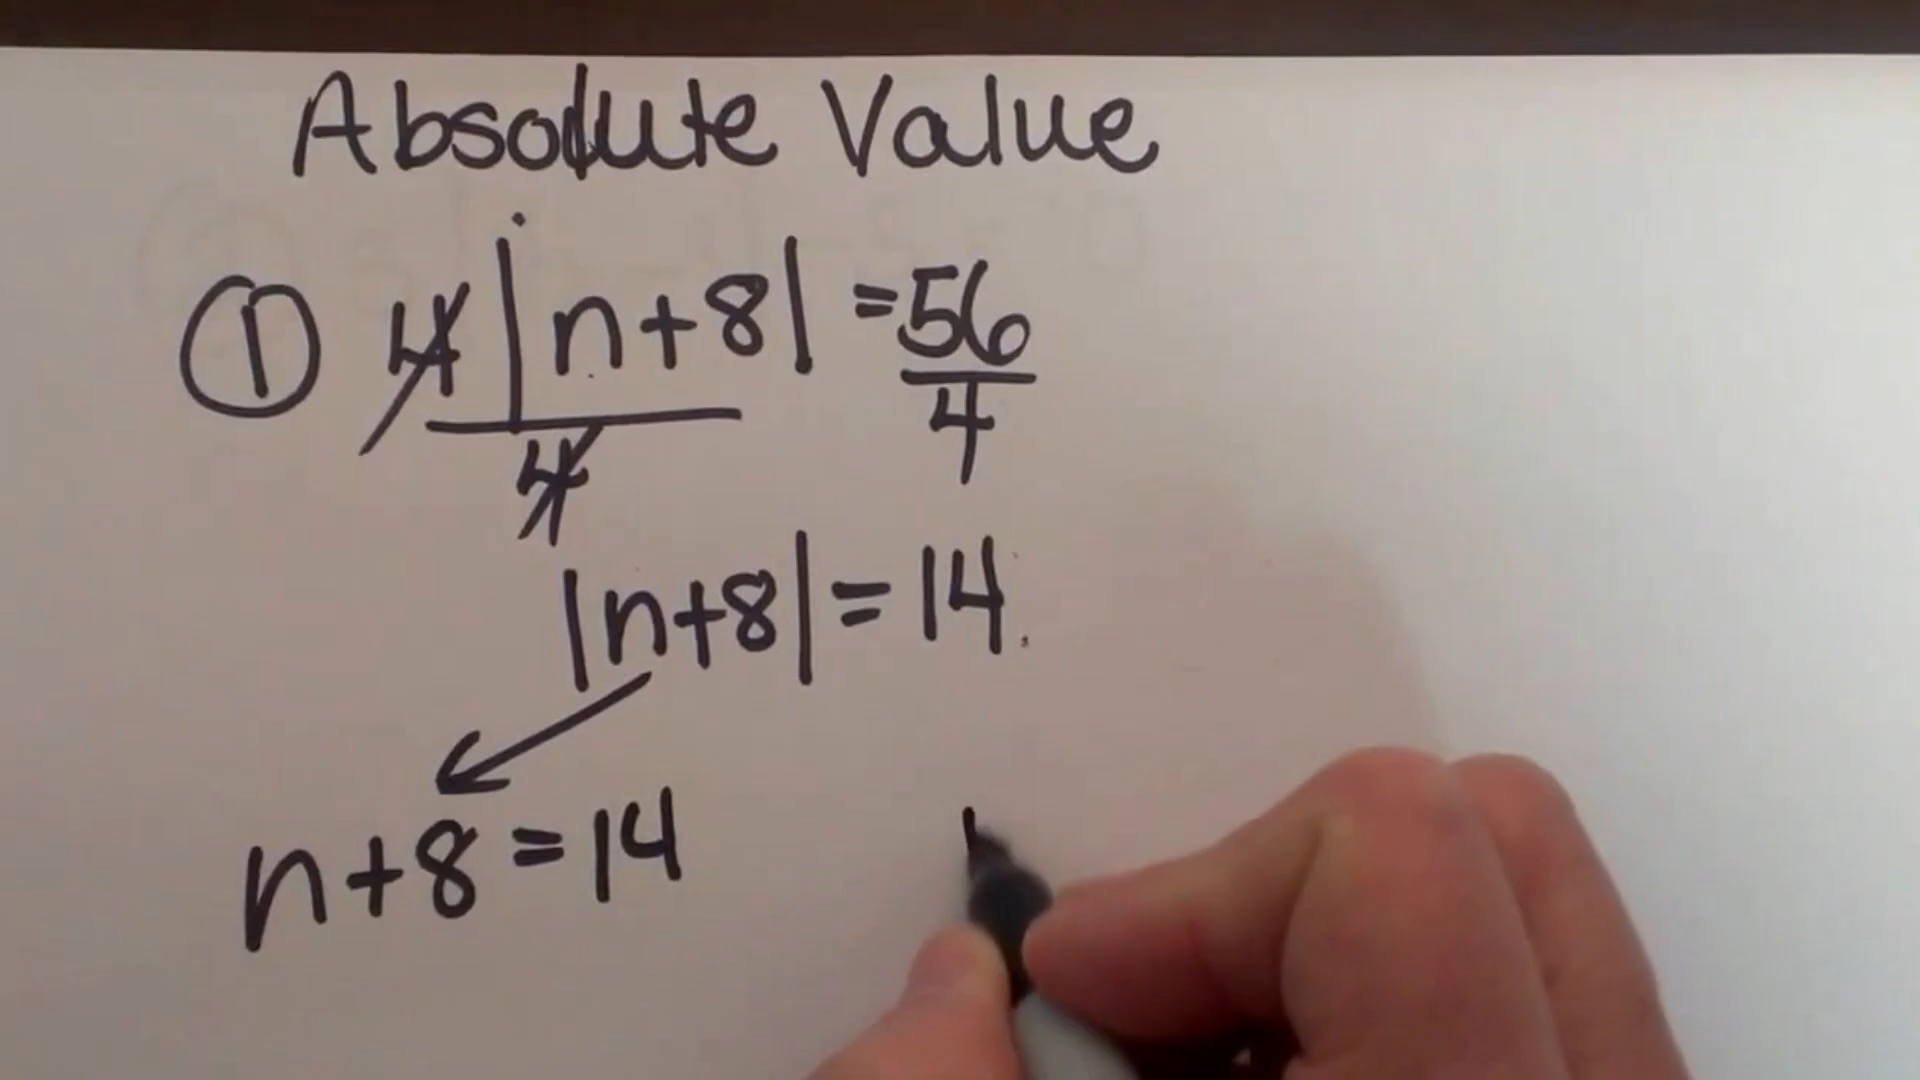 Absolute Value
① 4|n+8| = 56
4 4
|n+8| = 14
n+8 = 14